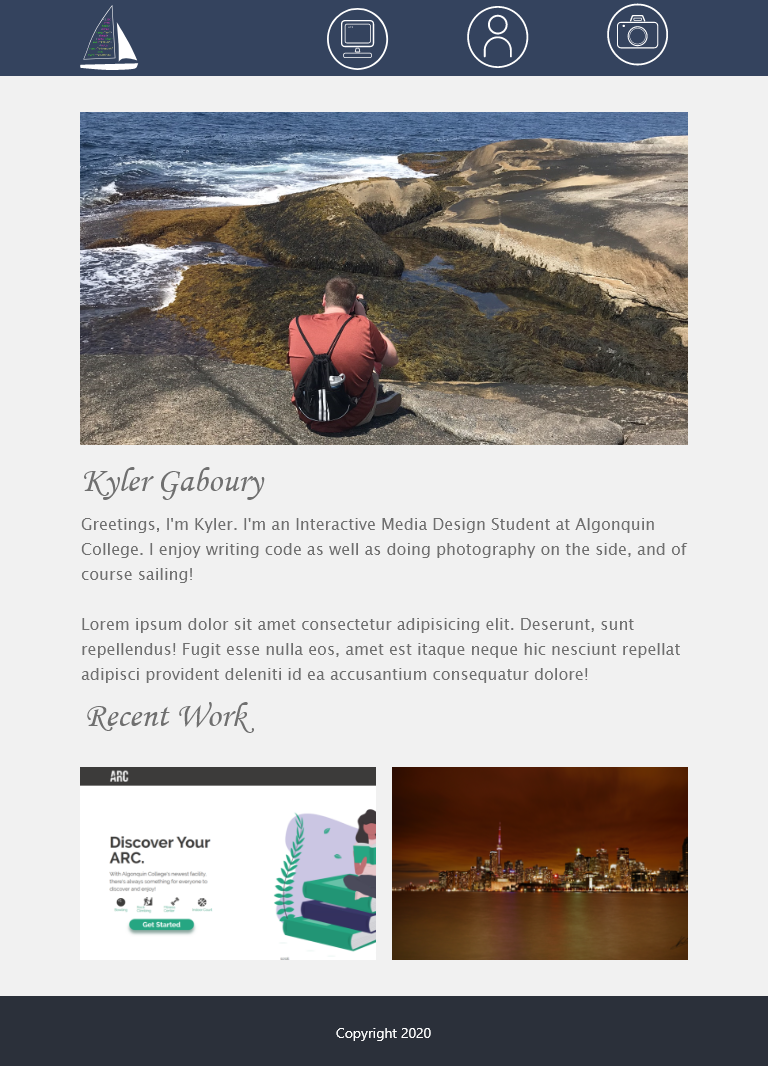 Kyler Gaboury
Greetings, I'm Kyler. I'm an Interactive Media Design Student at Algonquin
College. I enjoy writing code as well as doing photography on the side, and of
course sailing!
Lorem ipsum dolor sit amet consectetur adipisicing elit. Deserunt, sunt
repellendus! Fugit esse nulla eos, amet est itaque neque hic nesciunt repellat
adipisci provident deleniti id ea accusantium consequatur dolore!
Recent Work
ARC
Discover Your
ARC.
With Algonquin College's newest facility,
there's always something for everyone to
discover and enjoy!
Get Started
Copyright 2020